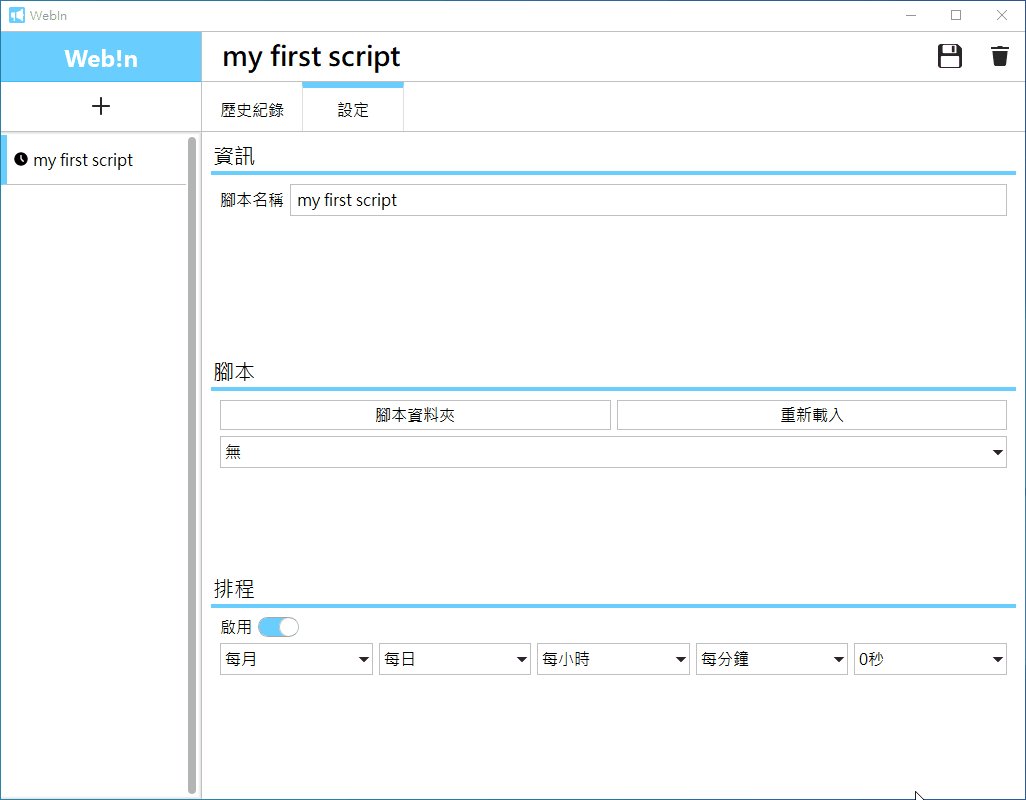 WebIn
Web!n
my first script
+
歷史紀錄
設定
my first script
資訊
腳本名稱 my first script
腳本
腳本資料夾 重新載入
無
排程
啟用
每月 每日 每小時 每分鐘 0秒